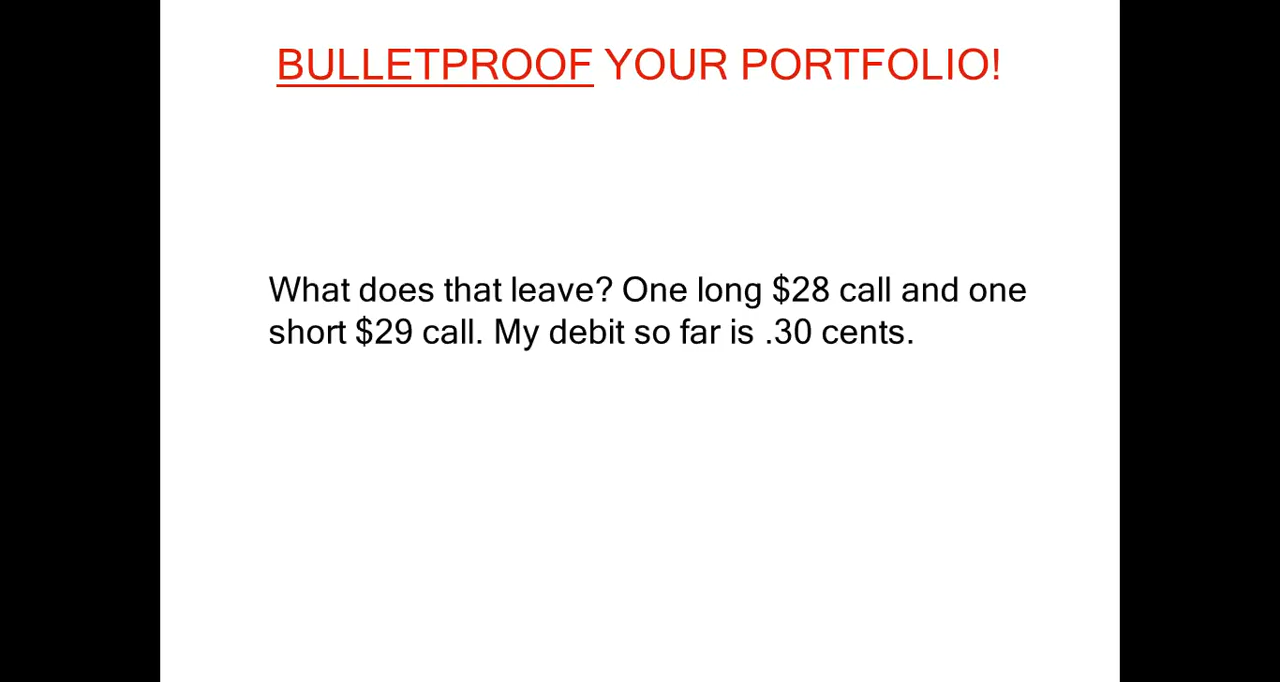 BULLETPROOF YOUR PORTFOLIO!
What does that leave? One long $28 call and one
short $29 call. My debit so far is .30 cents.